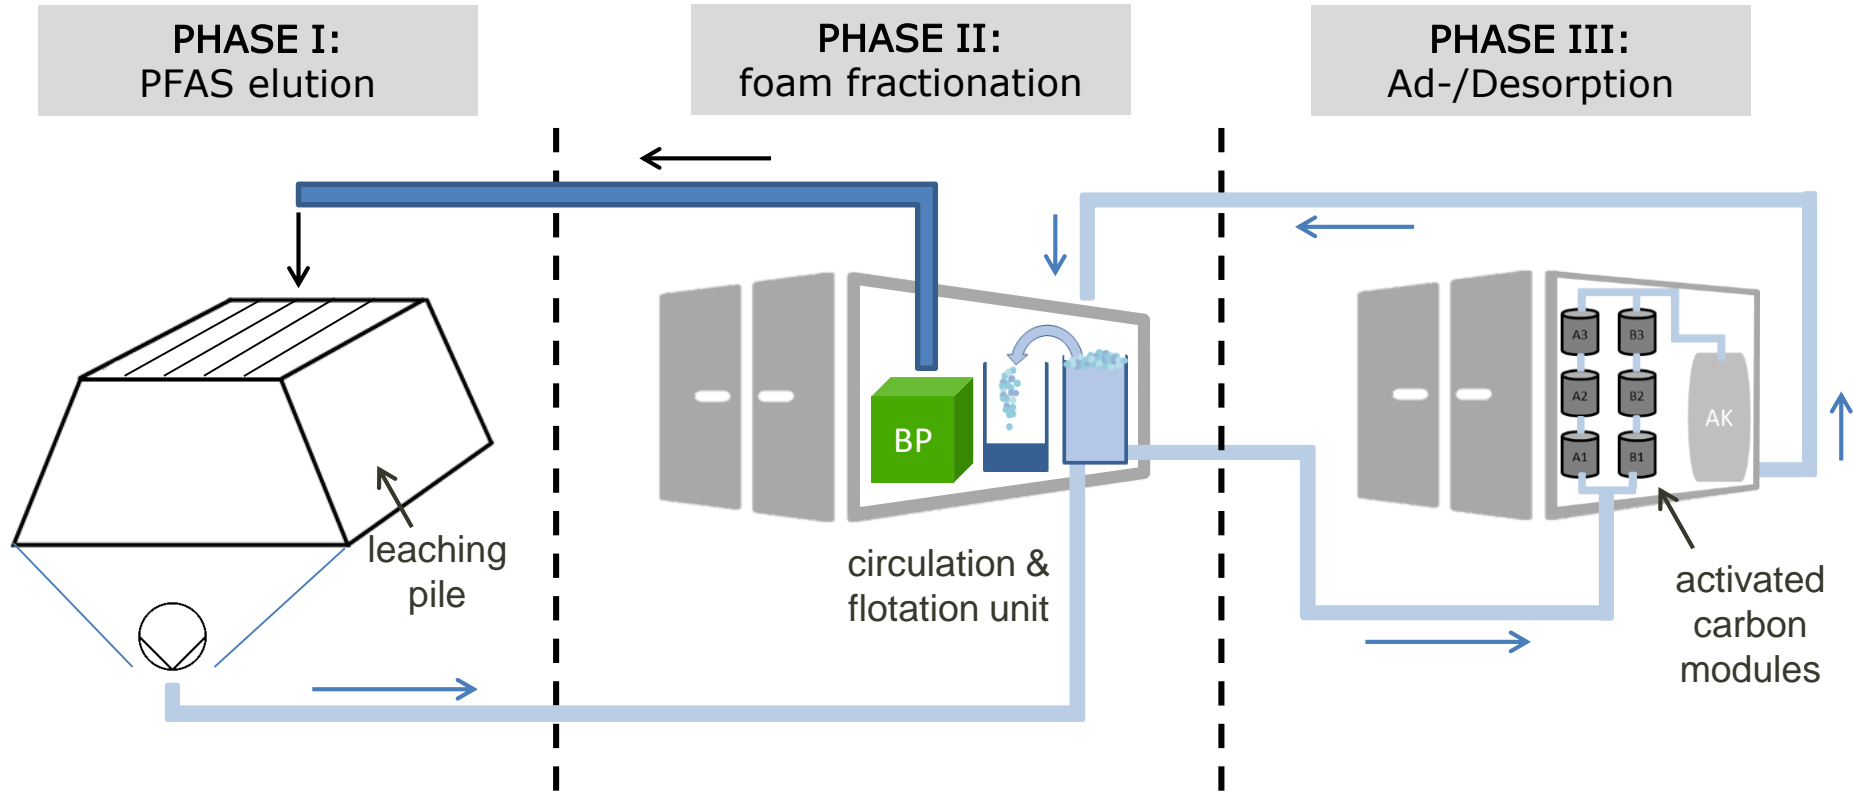 PHASE I:
PFAS elution
PHASE II:
foam fractionation
PHASE III:
Ad-/Desorption
leaching
pile
BP
circulation &
flotation unit
A3
B3
A2
B2
A1
B1
AK
activated
carbon
modules